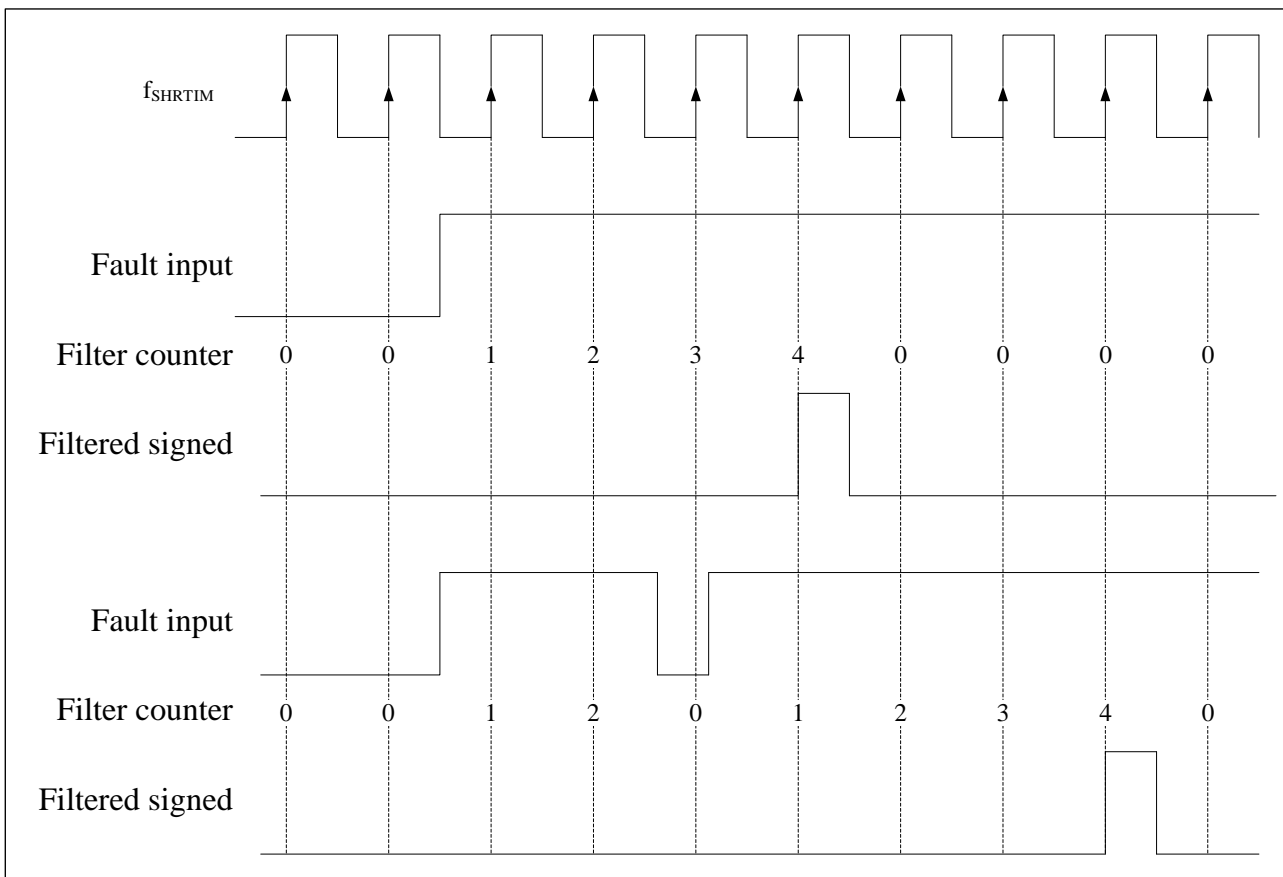 fSHRTIM
Fault input
Filter counter 0 0 1 2 3 4 0 0 0 0
Filtered signed
Fault input
Filter counter 0 0 1 2 0 1 2 3 4 0
Filtered signed